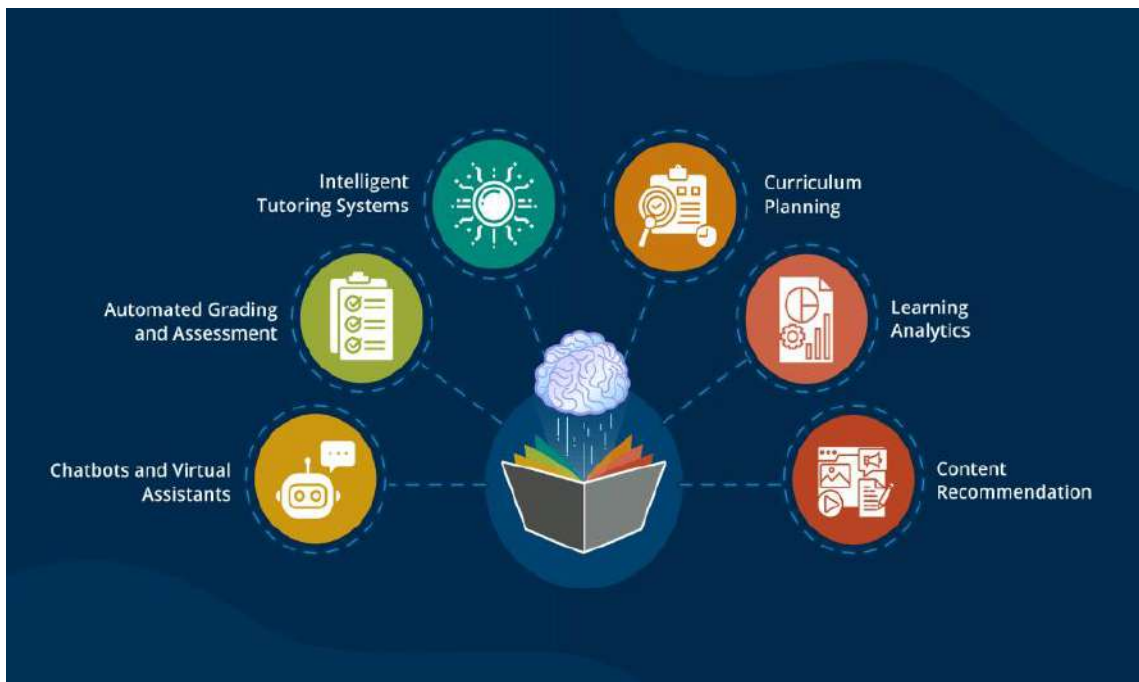 Intelligent
Tutoring Systems
Curriculum
Planning
Automated Grading
and Assessment
Learning
Analytics
Chatbots and Virtual
Assistants
Content
Recommendation